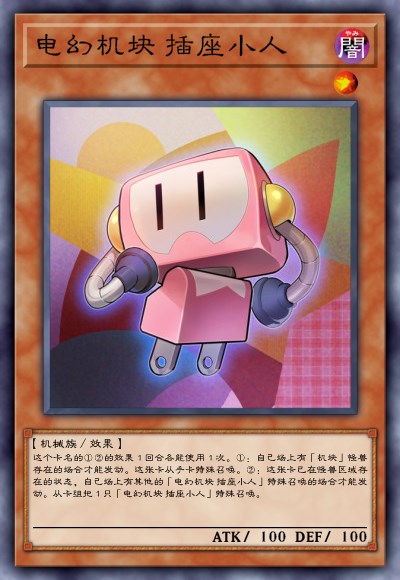 电幻机块 插座小人
やみ
闇
【机械族／效果】
这个卡名的①②的效果1回合各能使用1次。①：自己场上有「机块」怪兽
存在的场合才能发动。这张卡从手卡特殊召唤。②：这张卡已在怪兽区域存
在的状态，自己场上有其他的「电幻机块 插座小人」特殊召唤的场合才能发
动。从卡组把1只「电幻机块 插座小人」特殊召唤。
ATK/ 100 DEF/ 100